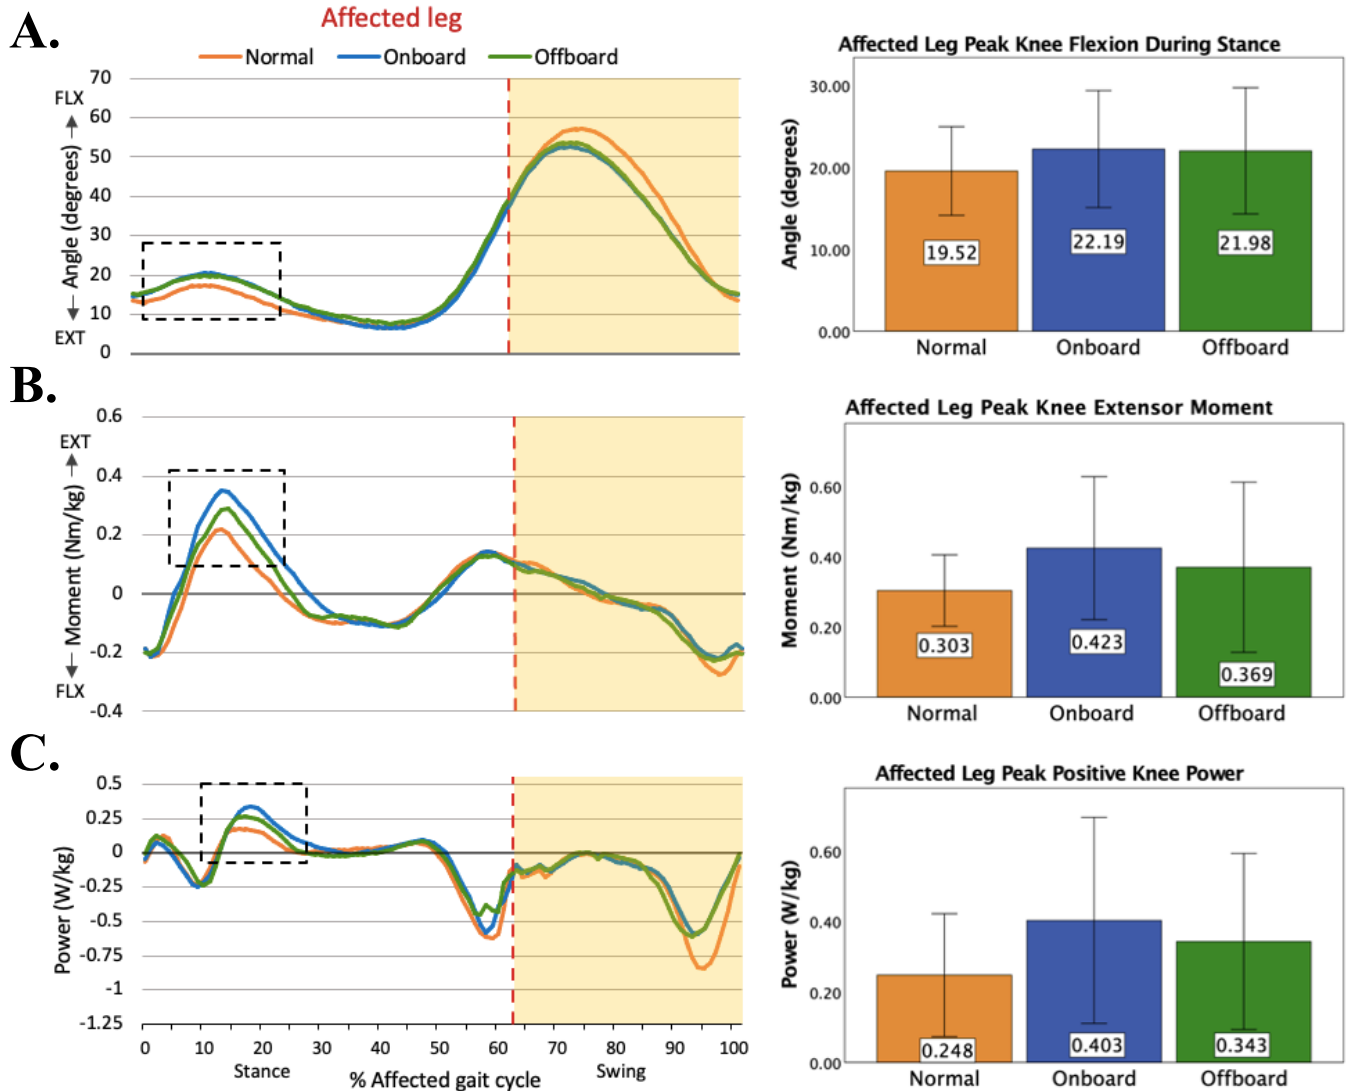 A.
Affected leg
Normal Onboard Offboard
70
FLX
60
50
40
30
20
10
EXT
0
Angle (degrees)
Affected Leg Peak Knee Flexion During Stance
30.00
20.00
10.00
0.00
Angle (degrees)
19.52
22.19
21.98
Normal Onboard Offboard
B.
0.6
EXT
0.4
0.2
0
-0.2
FLX
-0.4
Moment (Nm/kg)
Affected Leg Peak Knee Extensor Moment
0.60
0.40
0.20
0.00
Moment (Nm/kg)
0.303
0.423
0.369
Normal Onboard Offboard
C.
0.5
0.25
0
-0.25
-0.5
-0.75
-1
-1.25
Power (W/kg)
0 10 20 30 40 50 60 70 80 90 100
Stance % Affected gait cycle Swing
Affected Leg Peak Positive Knee Power
0.60
0.40
0.20
0.00
Power (W/kg)
0.248
0.403
0.343
Normal Onboard Offboard